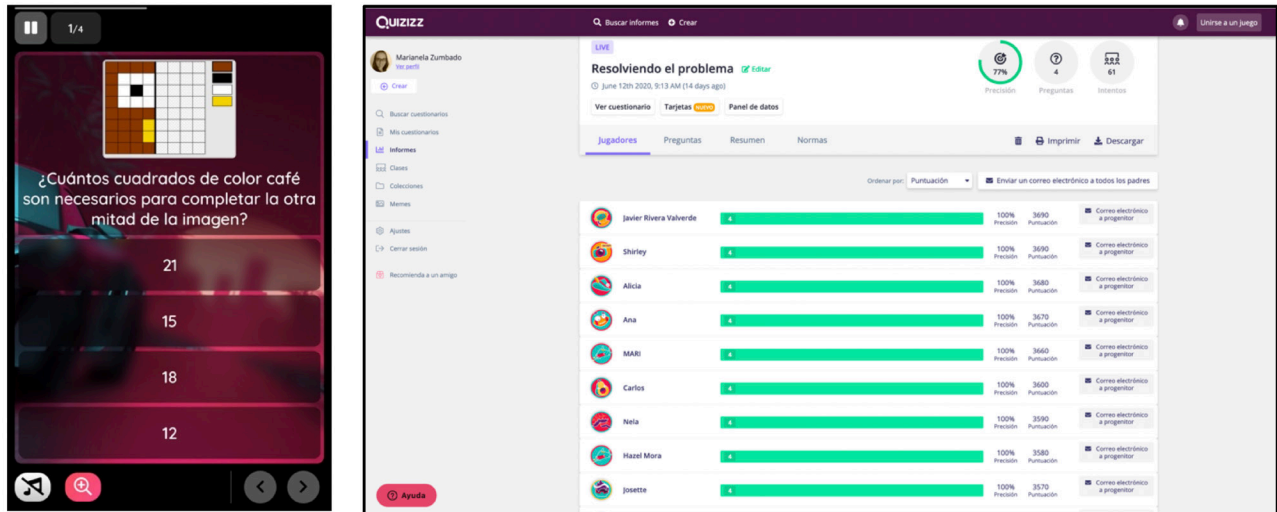 1/4
¿Cuántos cuadrados de color café
son necesarios para completar la otra
mitad de la imagen?
21
15
18
12
QUIZIZZ
Buscar informes
Crear
Unirse a un juego
Marianela Zumbado
Ver perfil
Crear
Buscar cuestionarios
Mis cuestionarios
Informes
Clases
Colecciones
Memes
Ajustes
Cerrar sesión
Recomienda a un amigo
Ayuda
LIVE
Resolviendo el problema
Editar
June 12th 2020, 9:13 AM (14 days ago)
Ver cuestionario
Tarjetas NUEVO
Panel de datos
77%
Precisión
4
Preguntas
61
Intentos
Jugadores
Preguntas
Resumen
Normas
Imprimir
Descargar
Ordenar por:
Puntuación
Enviar un correo electrónico a todos los padres
Javier Rivera Valverde
4
100%
Precisión
3690
Puntuación
Correo electrónico
a progenitor
Shirley
4
100%
Precisión
3690
Puntuación
Correo electrónico
a progenitor
Alicia
4
100%
Precisión
3680
Puntuación
Correo electrónico
a progenitor
Ana
4
100%
Precisión
3670
Puntuación
Correo electrónico
a progenitor
MARI
4
100%
Precisión
3660
Puntuación
Correo electrónico
a progenitor
Carlos
4
100%
Precisión
3600
Puntuación
Correo electrónico
a progenitor
Nela
4
100%
Precisión
3590
Puntuación
Correo electrónico
a progenitor
Hazel Mora
4
100%
Precisión
3580
Puntuación
Correo electrónico
a progenitor
Josette
4
100%
Precisión
3570
Puntuación
Correo electrónico
a progenitor